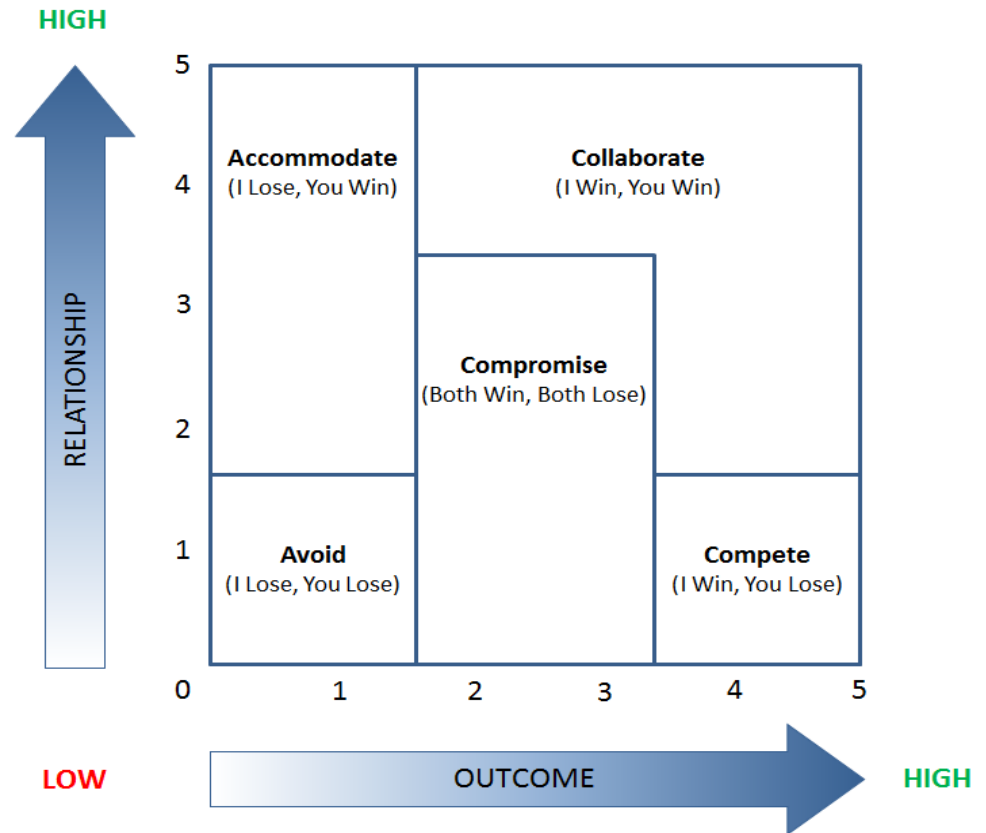 HIGH
5
Accommodate
(I Lose, You Win)
Collaborate
(I Win, You Win)
4
3
RELATIONSHIP
Compromise
(Both Win, Both Lose)
2
1
Avoid
(I Lose, You Lose)
Compete
(I Win, You Lose)
0 1 2 3 4 5
LOW OUTCOME HIGH